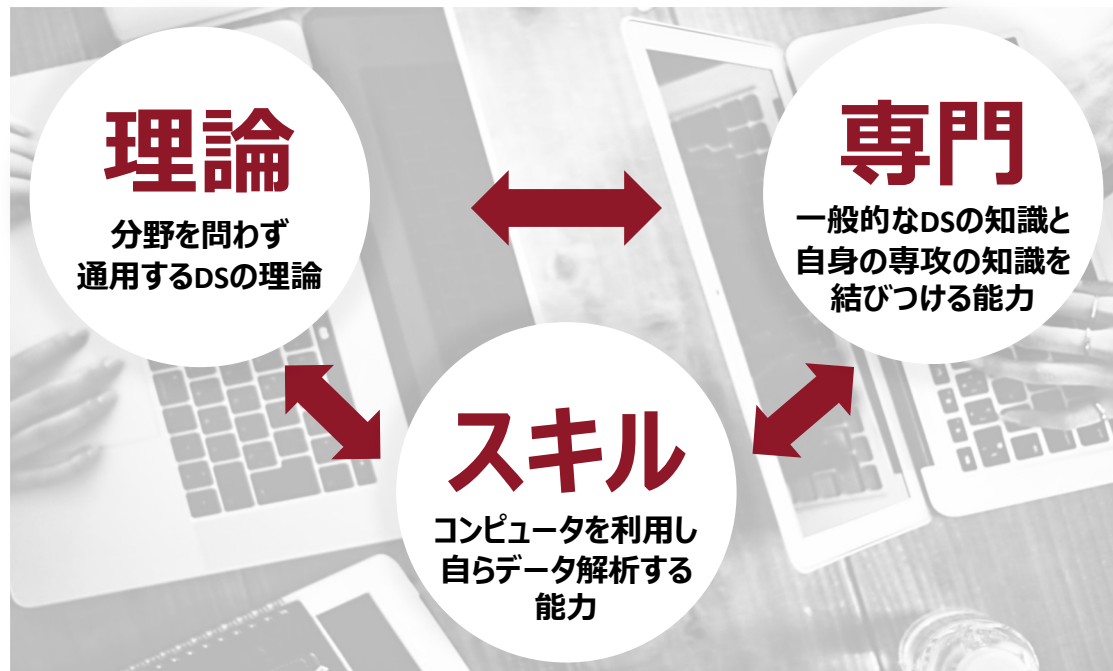 理論
分野を問わず
通用するDSの理論
専門
一般的なDSの知識と
自身の専攻の知識を
結びつける能力
スキル
コンピュータを利用し
自らデータ解析する
能力